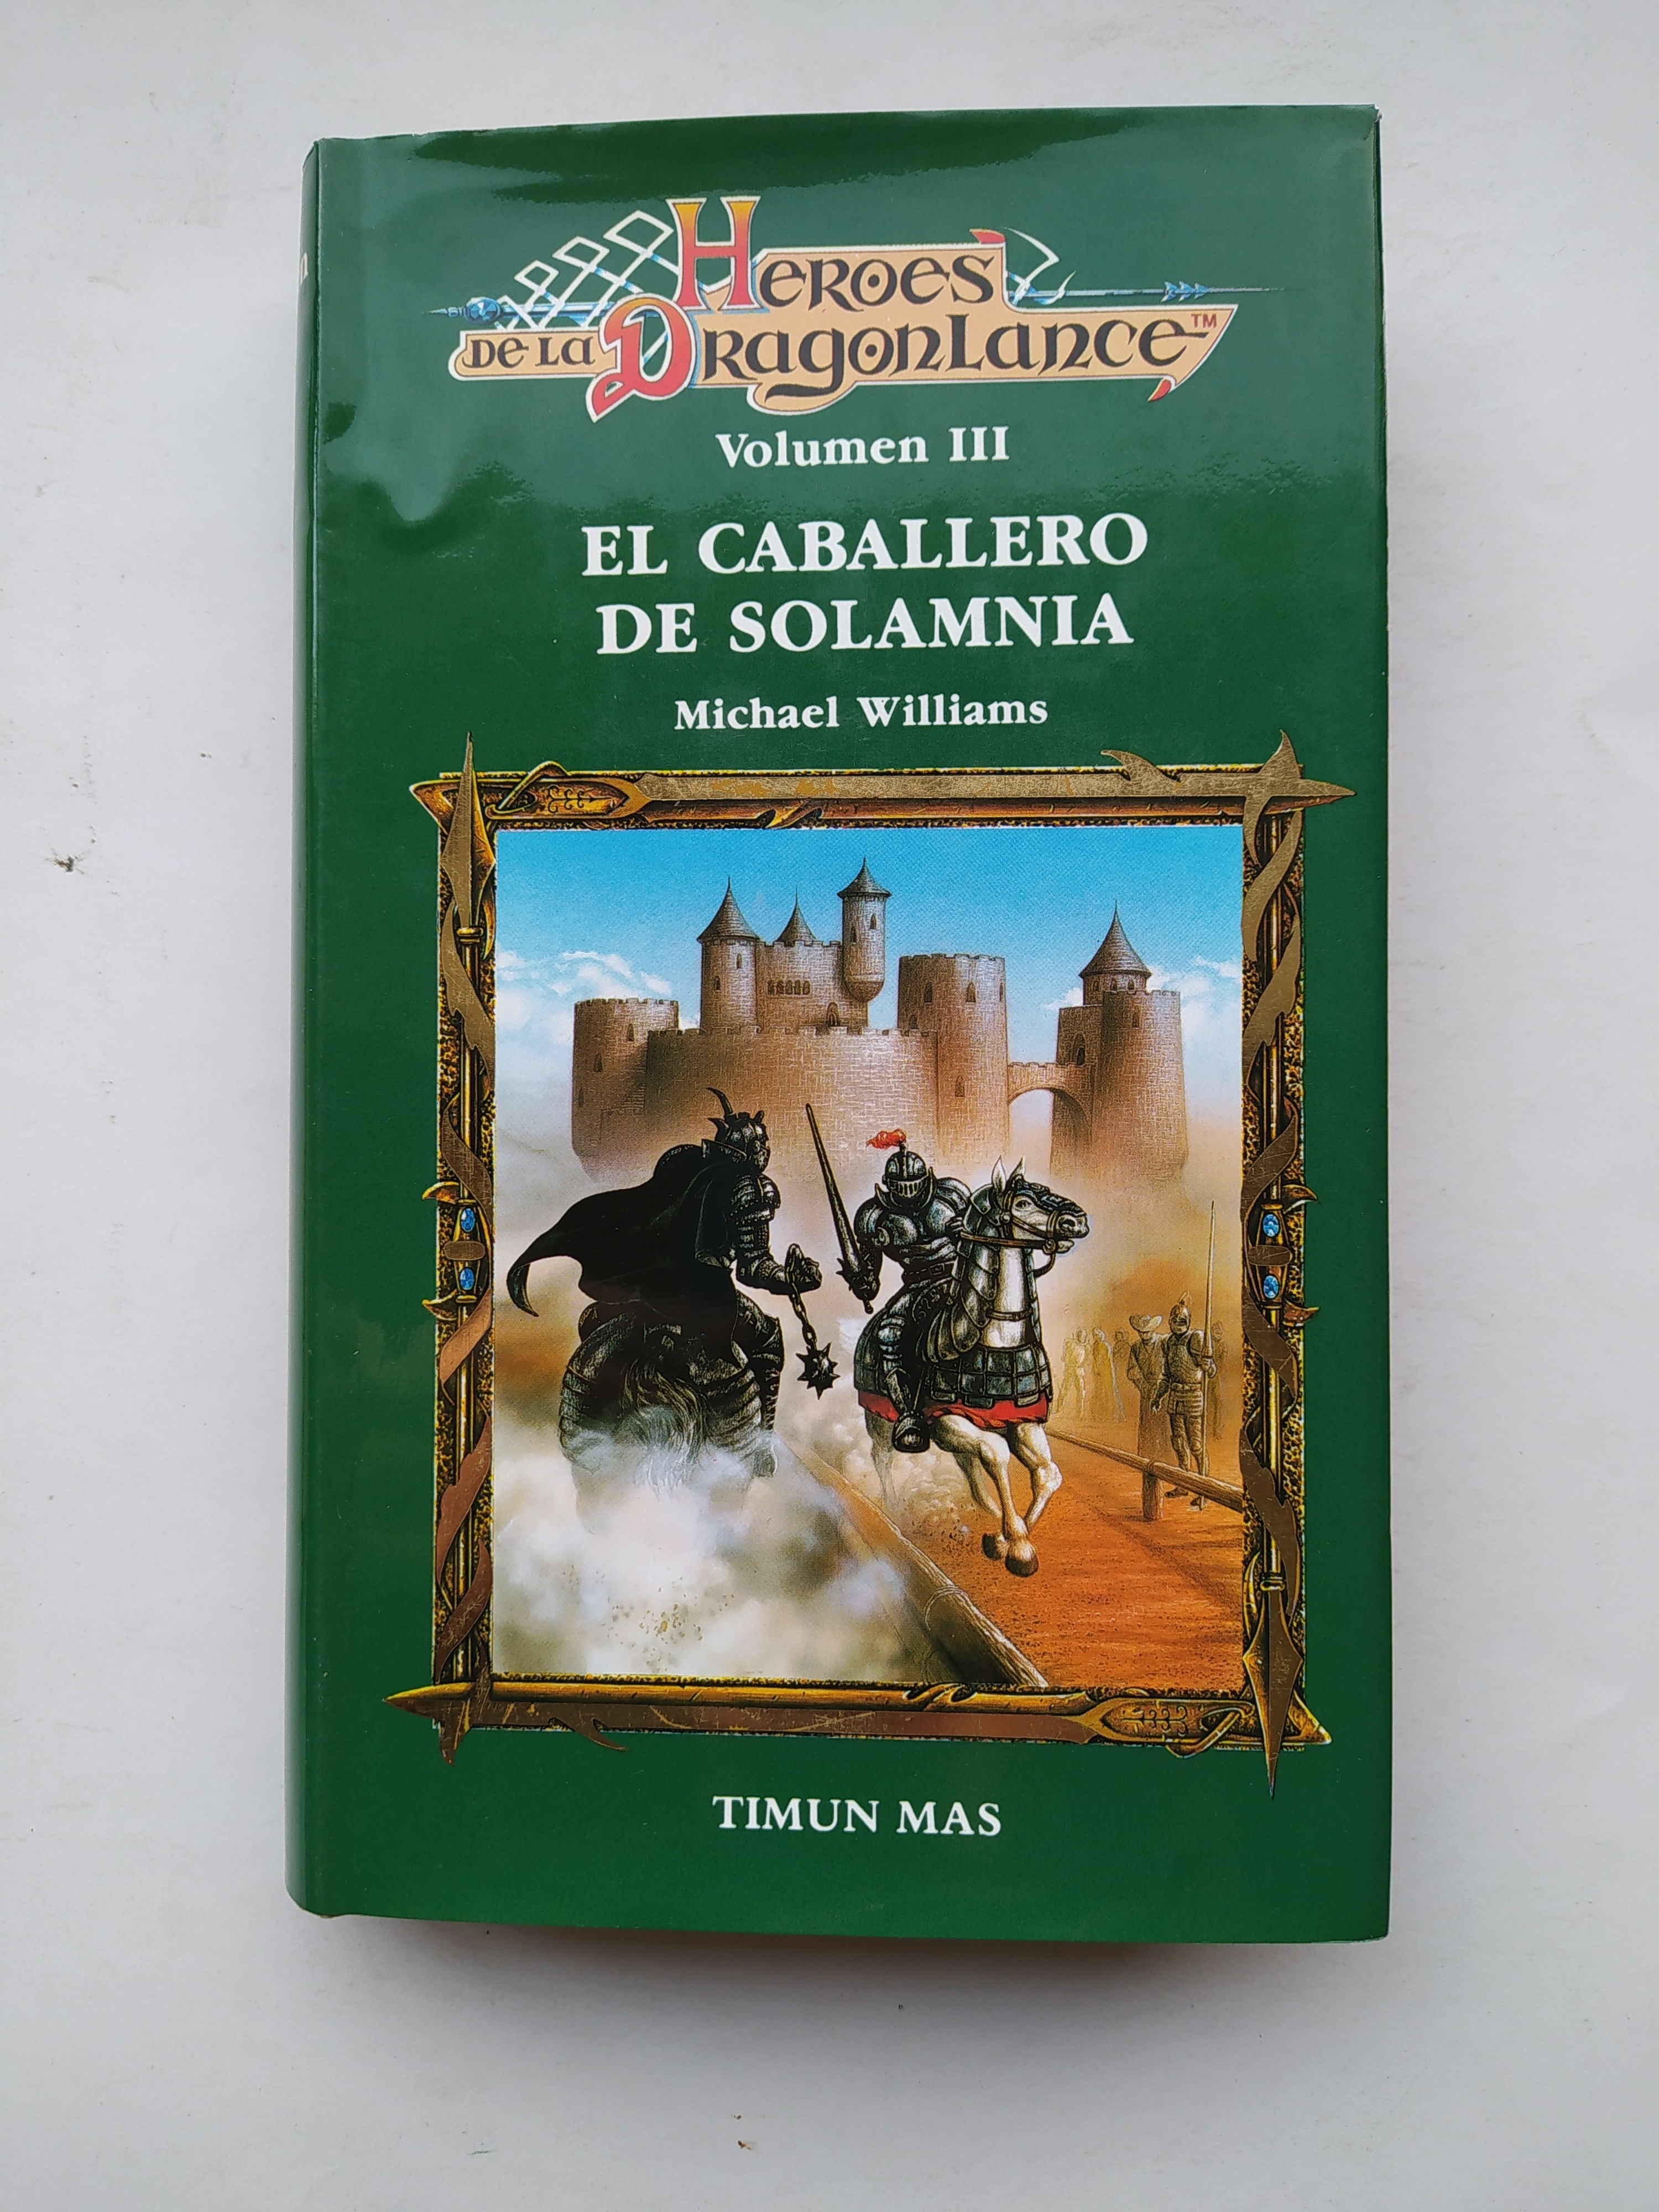 HEROES
DE LA DRAGONLANCE™
Volumen III
EL CABALLERO
DE SOLAMNIA
Michael Williams
TIMUN MAS